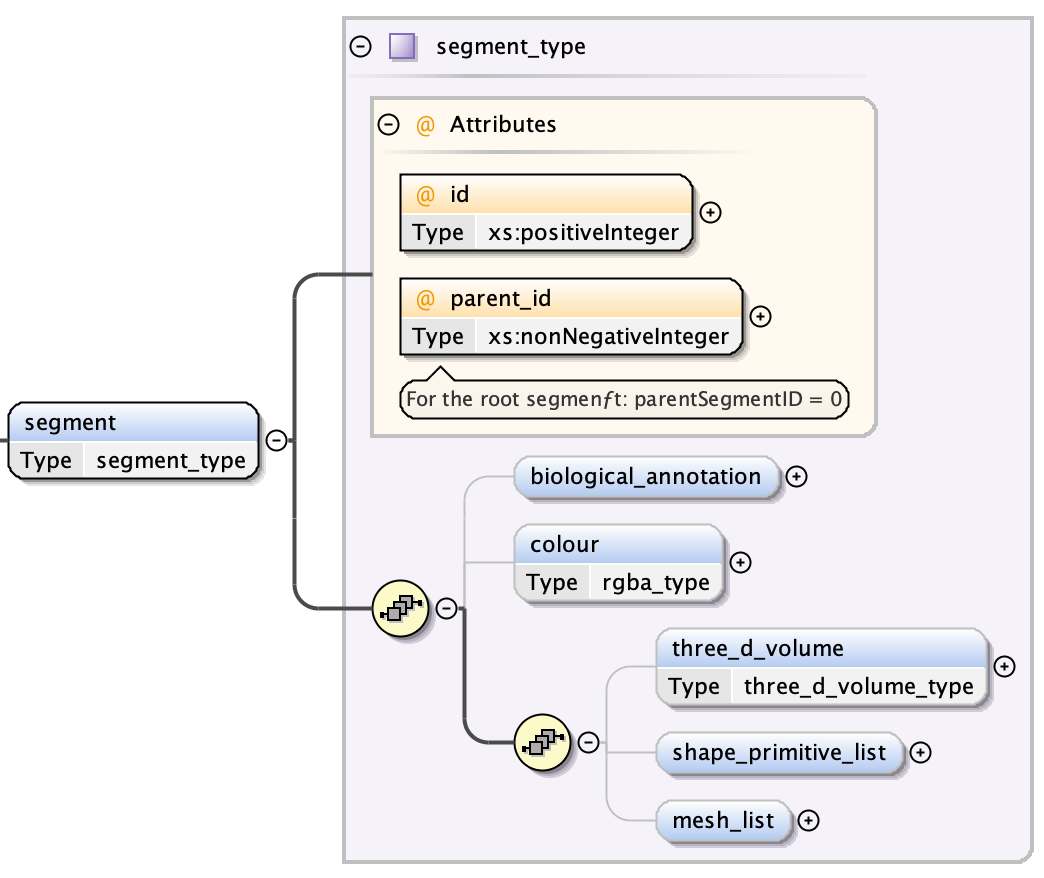 segment_type
@ Attributes
@ id
Type xs:positiveInteger
@ parent_id
Type xs:nonNegativeInteger
For the root segmenƒt: parentSegmentID = 0
segment
Type segment_type
biological_annotation
colour
Type rgba_type
three_d_volume
Type three_d_volume_type
shape_primitive_list
mesh_list